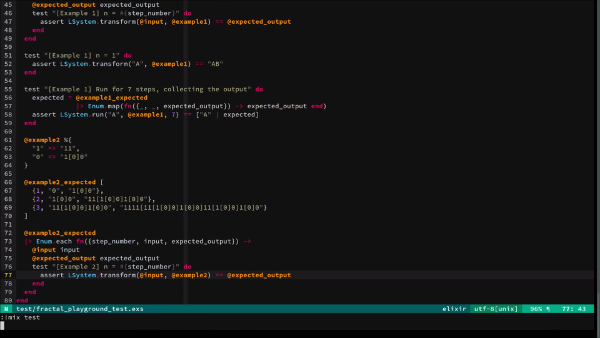 45 @expected_output expected_output
46 test "[Example 1] n = #{step_number}" do
47 assert LSystem.transform(@input, @example1) == @expected_output
48 end
49 end
50
51 test "[Example 1] n = 1" do
52 assert LSystem.transform("A", @example1) == "AB"
53 end
54
55 test "[Example 1] Run for 7 steps, collecting the output" do
56 expected = @example1_expected
57 |> Enum.map(fn({_, _, expected_output}) -> expected_output end)
58 assert LSystem.run("A", @example1, 7) == ["A" | expected]
59 end
60
61 @example2 %{
62 "1" => "11",
63 "0" => "1[0]0"
64 }
65
66 @example2_expected [
67 {1, "0", "1[0]0"},
68 {2, "1[0]0", "11[1[0]0]1[0]0"},
69 {3, "11[1[0]0]1[0]0", "1111[11[1[0]0]1[0]0]11[1[0]0]1[0]0"}
70 ]
71
72 @example2_expected
73 |> Enum.each fn({step_number, input, expected_output}) ->
74 @input input
75 @expected_output expected_output
76 test "[Example 2] n = #{step_number}" do
77 assert LSystem.transform(@input, @example2) == @expected_output
78 end
79 end
80 end
N test/fractal_playground_test.exs elixir utf-8[unix] 96% ¶ 77: 43
:!mix test